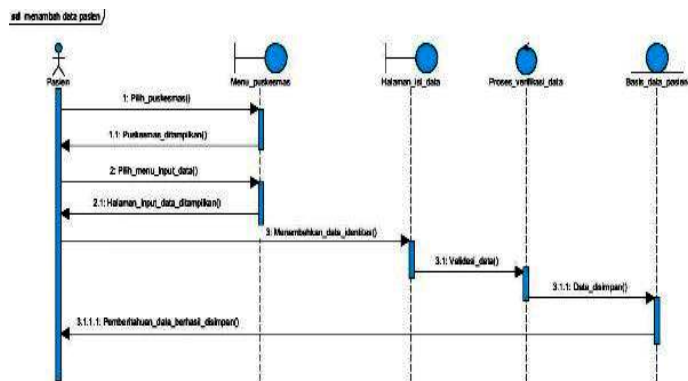 sd menambah data pasien
Pasien
Menu_puskesmas
Halaman_isi_data
Proses_verifikasi_data
Basis_data_pasien
1: Pilih_puskesmas()
1.1: Puskesmas_ditampilkan()
2: Pilih_menu_input_data()
2.1: Halaman_input_data_ditampilkan()
3: Menambahkan_data_identitas()
3.1: Validasi_data()
3.1.1: Data_disimpan()
3.1.1.1: Pemberitahuan_data_berhasil_disimpan()